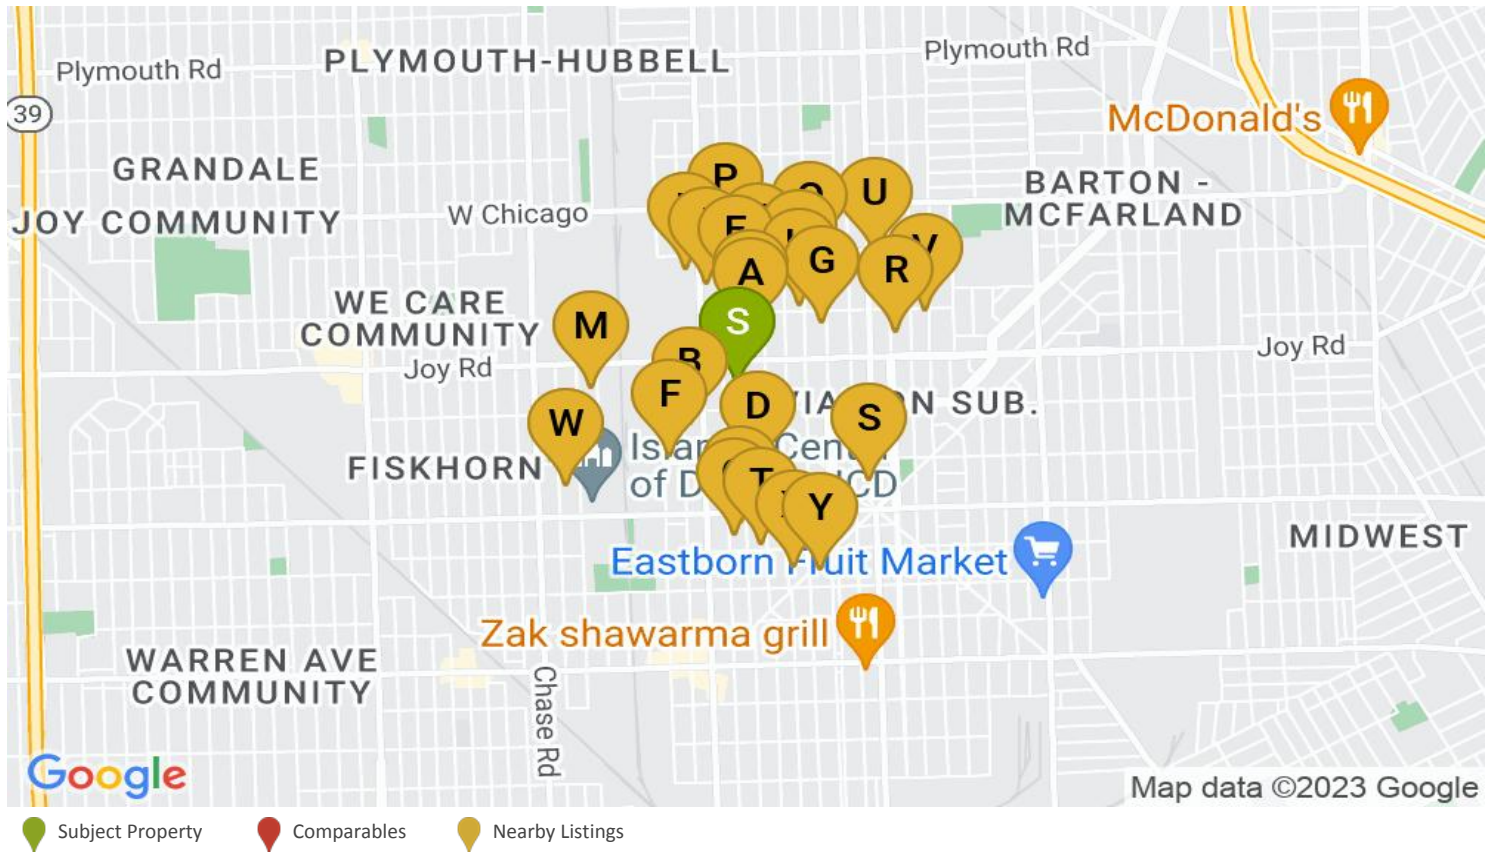 PLYMOUTH-HUBBELL
Plymouth Rd
Plymouth Rd
39
McDonald's
GRANDALE
JOY COMMUNITY
W Chicago
BARTON -
MCFARLAND
P
U
E
V
A
G
R
WE CARE
COMMUNITY
M
S
B
Joy Rd
Joy Rd
F
D
S
N SUB.
W
FISKHORN
T
Y
MIDWEST
Eastborn Fruit Market
Zak shawarma grill
WARREN AVE
COMMUNITY
Chase Rd
Google
Map data ©2023 Google
Subject Property
Comparables
Nearby Listings